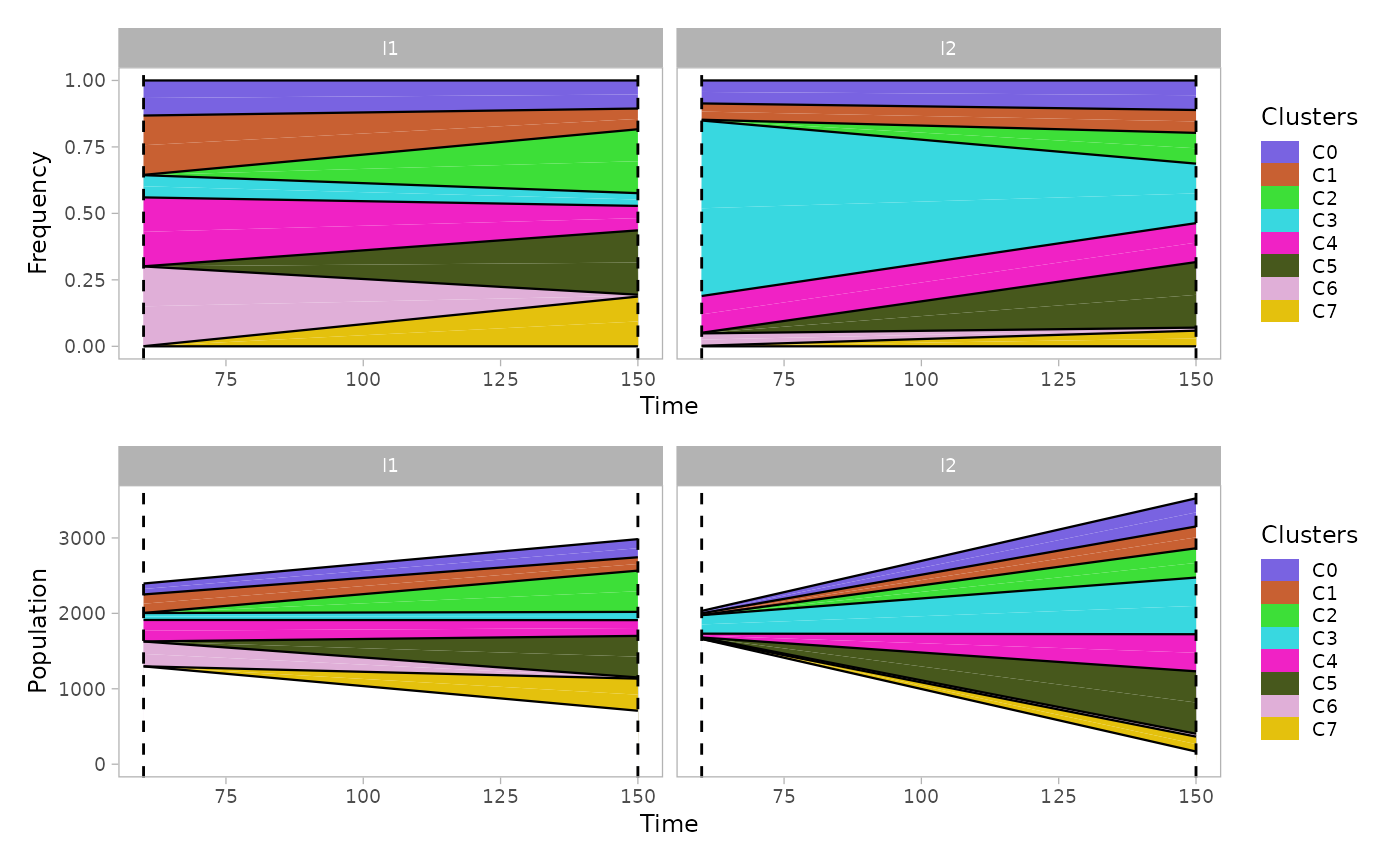 I1 I2
1.00
0.75
0.50
0.25
0.00
Frequency
75 100 125 150 75 100 125 150
Time
Clusters
C0
C1
C2
C3
C4
C5
C6
C7
I1 I2
3000
2000
1000
0
Population
75 100 125 150 75 100 125 150
Time
Clusters
C0
C1
C2
C3
C4
C5
C6
C7